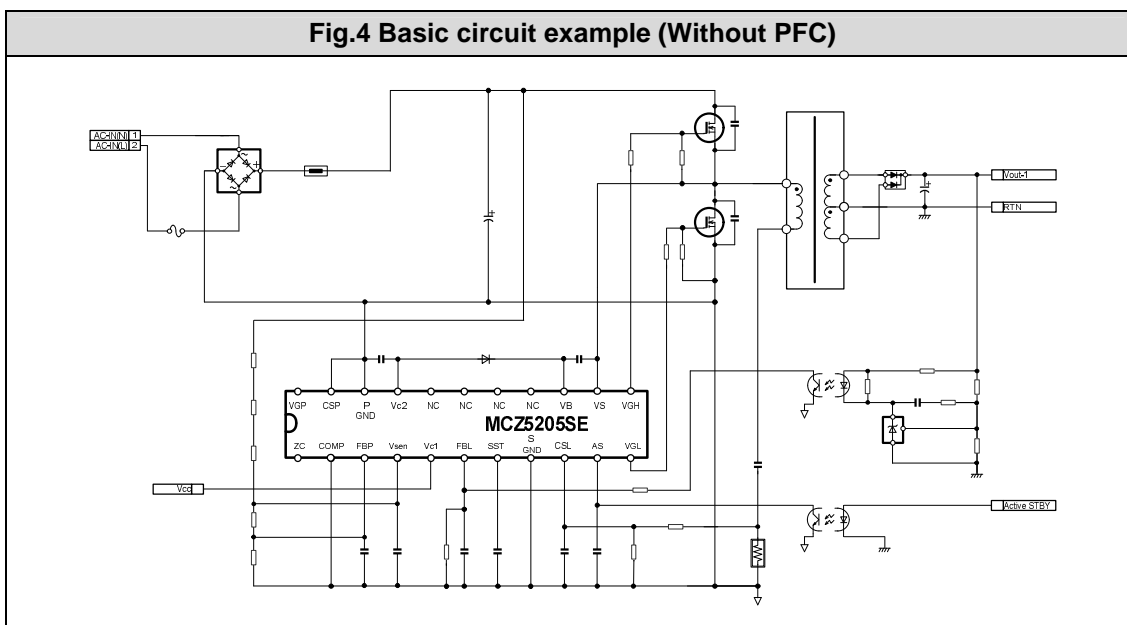 Fig.4 Basic circuit example (Without PFC)
AC-IN(N) 1
AC-IN(L) 2
Vout-1
RTN
VGP CSP P GND Vc2 NC NC NC NC VB VS VGH
MCZ5205SE
ZC COMP FBP Vsen Vc1 FBL SST S GND CSL AS VGL
Vcc
Active STBY